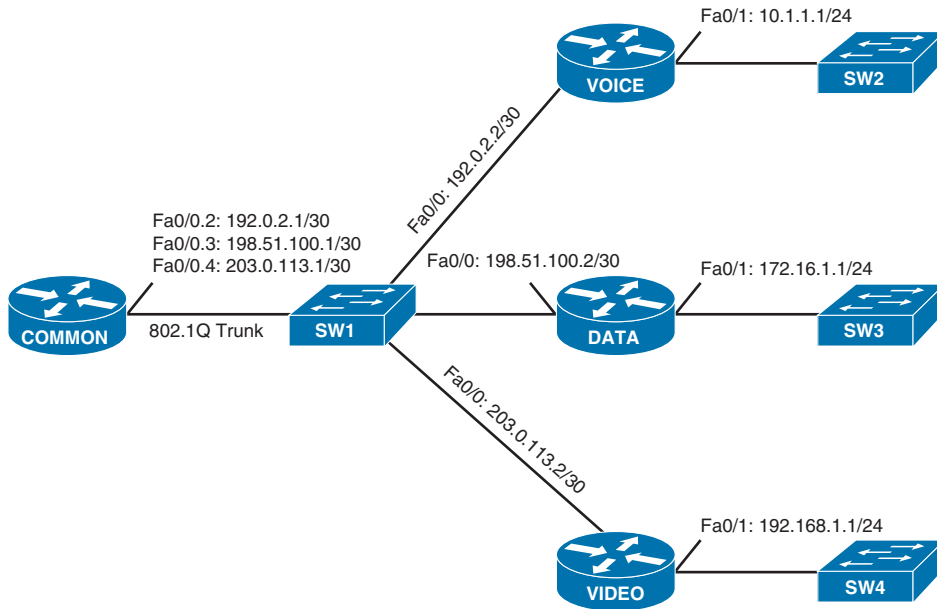 Fa0/1: 10.1.1.1/24
VOICE
SW2
Fa0/0: 192.0.2.2/30
Fa0/0.2: 192.0.2.1/30
Fa0/0.3: 198.51.100.1/30
Fa0/0.4: 203.0.113.1/30
Fa0/0: 198.51.100.2/30
Fa0/1: 172.16.1.1/24
COMMON
802.1Q Trunk
SW1
DATA
SW3
Fa0/0: 203.0.113.2/30
Fa0/1: 192.168.1.1/24
VIDEO
SW4